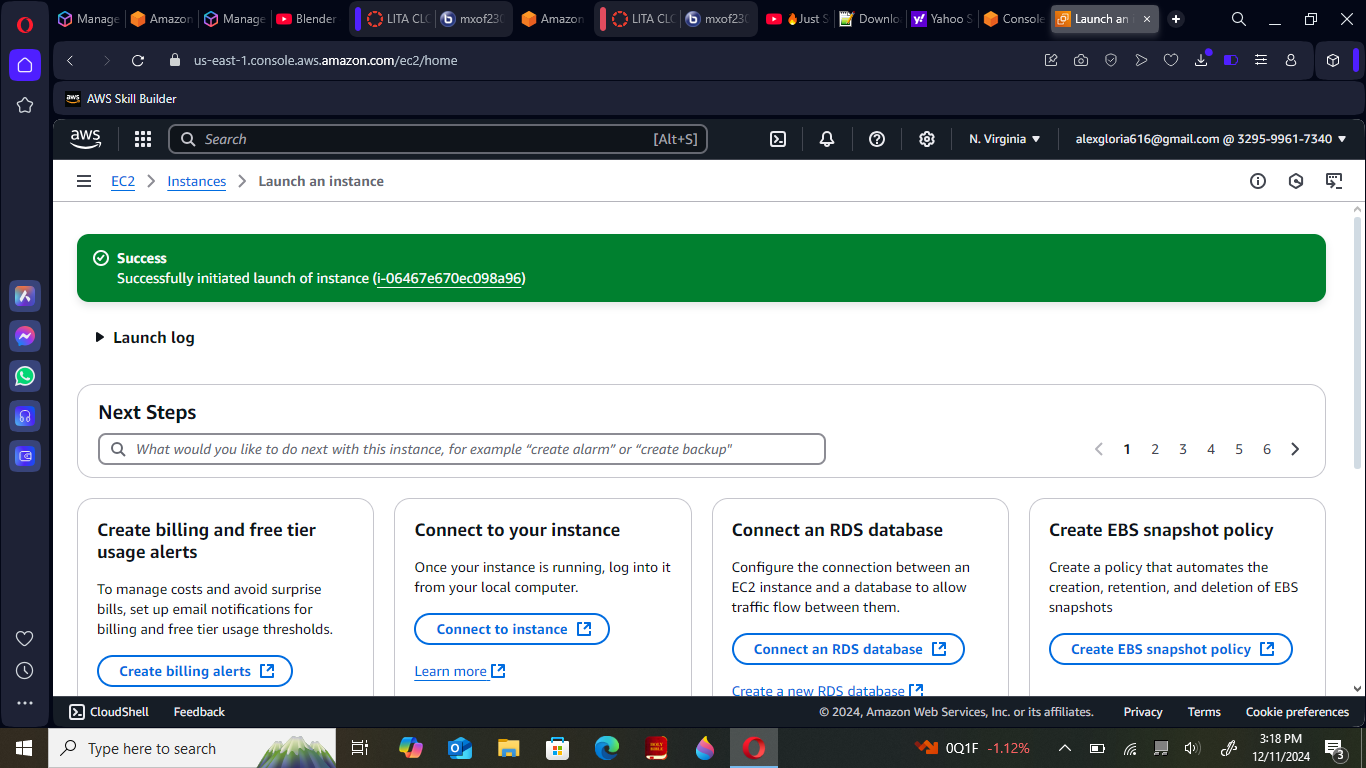 Manage
Amazon
Manage
Blender
LITA CLO
mxof230
Amazon
LITA CLO
mxof230
Just S
Downlo
Yahoo S
Console
Launch an
us-east-1.console.aws.amazon.com/ec2/home
aws AWS Skill Builder
aws
Search
[Alt+S]
N. Virginia
alexgloria616@gmail.com @ 3295-9961-7340
EC2
Instances
Launch an instance
Success
Successfully initiated launch of instance (i-06467e670ec098a96)
Launch log
Next Steps
What would you like to do next with this instance, for example “create alarm” or “create backup"
1 2 3 4 5 6
Create billing and free tier
usage alerts
To manage costs and avoid surprise
bills, set up email notifications for
billing and free tier usage thresholds.
Create billing alerts
Connect to your instance
Once your instance is running, log into it
from your local computer.
Connect to instance
Learn more
Connect an RDS database
Configure the connection between an
EC2 instance and a database to allow
traffic flow between them.
Connect an RDS database
Create a new RDS database
Create EBS snapshot policy
Create a policy that automates the
creation, retention, and deletion of EBS
snapshots
Create EBS snapshot policy
CloudShell
Feedback
© 2024, Amazon Web Services, Inc. or its affiliates.
Privacy
Terms
Cookie preferences
Type here to search
HOLY BIBLE
0Q1F -1.12%
3:18 PM
12/11/2024
3